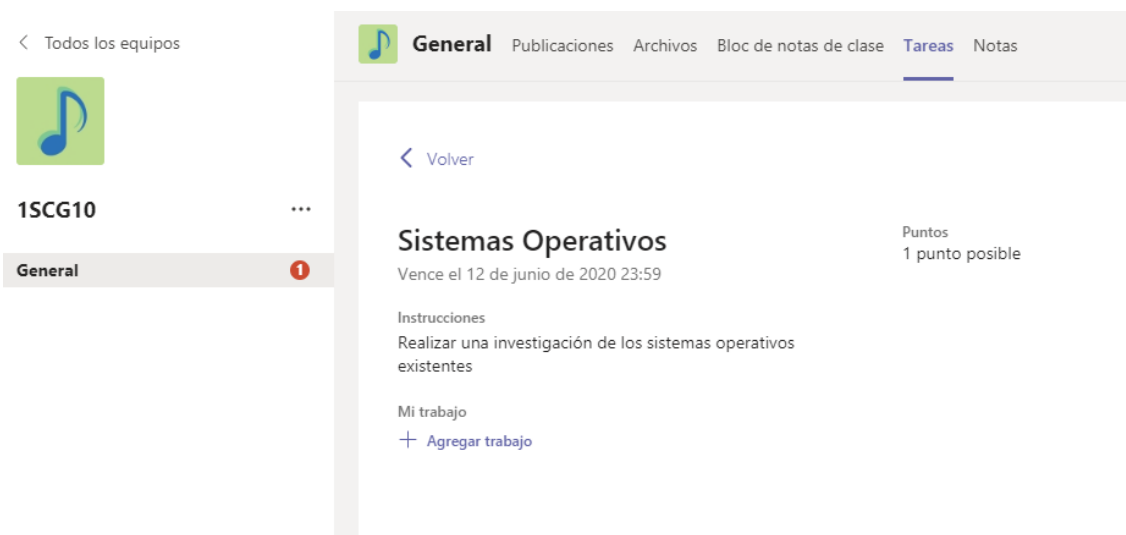 Todos los equipos
1SCG10
...
General
1
General Publicaciones Archivos Bloc de notas de clase Tareas Notas
Volver
Sistemas Operativos
Vence el 12 de junio de 2020 23:59
Instrucciones
Realizar una investigación de los sistemas operativos
existentes
Mi trabajo
+ Agregar trabajo
Puntos
1 punto posible